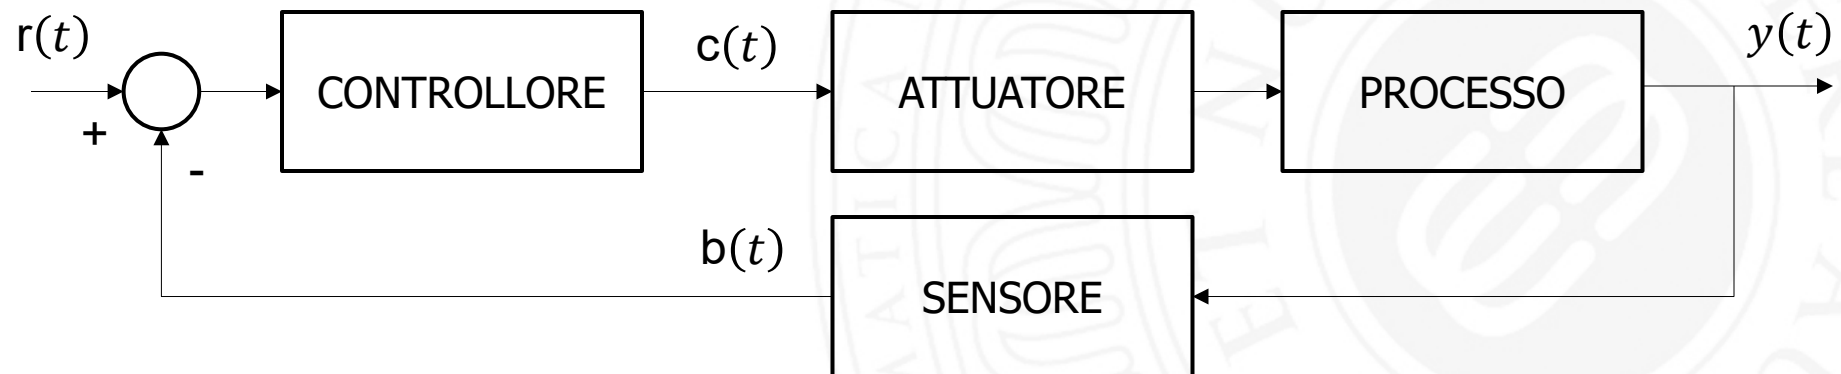 r(t)
c(t)
y(t)
CONTROLLORE
ATTUATORE
PROCESSO
+
-
b(t)
SENSORE